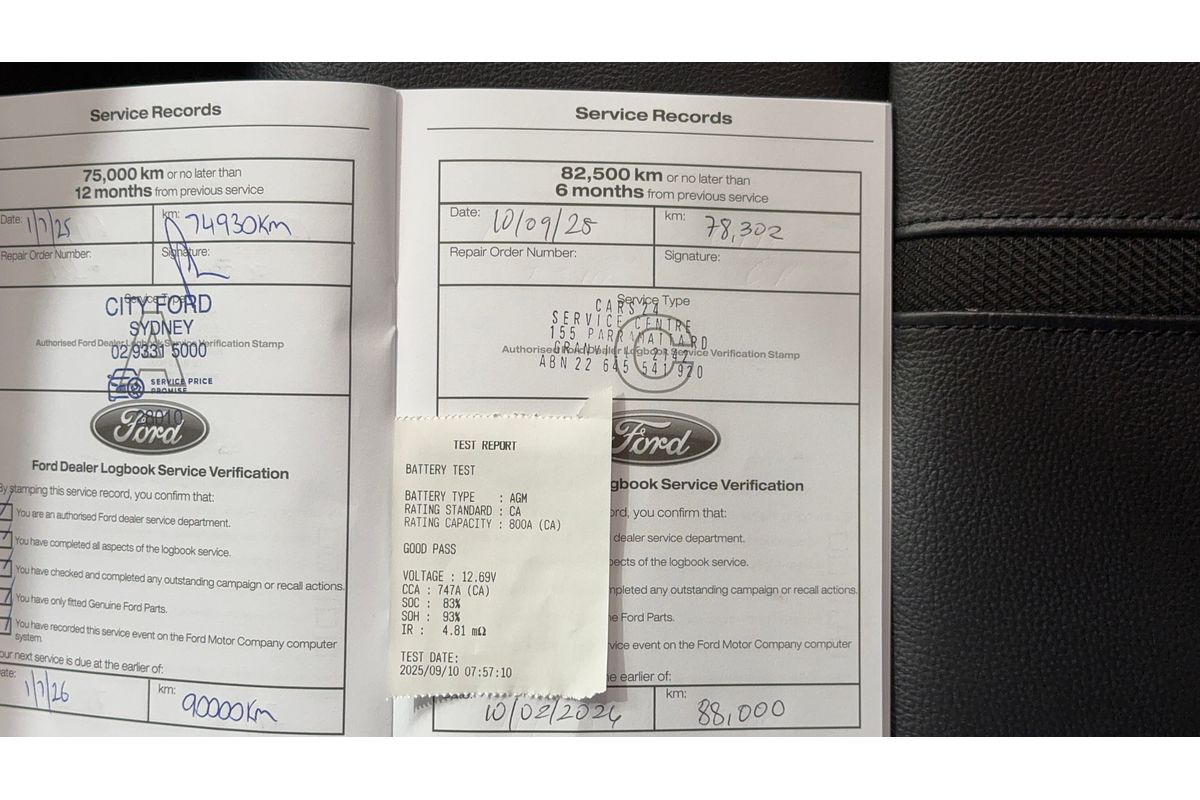 Service Records
75,000 km or no later than
12 months from previous service
Date: 1/7/25
km: 74930km
Repair Order Number:
Signature:
Service Type
CITY FORD
SYDNEY
Authorised Ford Dealer Logbook Service Verification Stamp
02 9331 5000
A
SERVICE PRICE
PROMISE
28010
Ford
Ford Dealer Logbook Service Verification
By stamping this service record, you confirm that:
You are an authorised Ford dealer service department.
You have completed all aspects of the logbook service.
You have checked and completed any outstanding campaign or recall actions.
You have only fitted Genuine Ford Parts.
You have recorded this service event on the Ford Motor Company computer
system.
our next service is due at the earlier of:
ate: 1/7/26
km: 90000km
Service Records
82,500 km or no later than
6 months from previous service
Date: 10/09/25
km: 78,302
Repair Order Number:
Signature:
Service Type
CARS 24
SERVICE CENTRE
155 PARRAMATTA RD
Authorised Ford Dealer Logbook Service Verification Stamp
2142
ABN 22 645 541 920
C
Ford
gbook Service Verification
ord, you confirm that:
dealer service department.
pects of the logbook service.
mpleted any outstanding campaign or recall actions.
e Ford Parts.
vice event on the Ford Motor Company computer
e earlier of:
10/02/2026
km: 88,000
TEST REPORT
BATTERY TEST
BATTERY TYPE : AGM
RATING STANDARD : CA
RATING CAPACITY : 800A (CA)
GOOD PASS
VOLTAGE : 12.69V
CCA : 747A (CA)
SOC : 83%
SOH : 93%
IR : 4.81 mΩ
TEST DATE:
2025/09/10 07:57:10